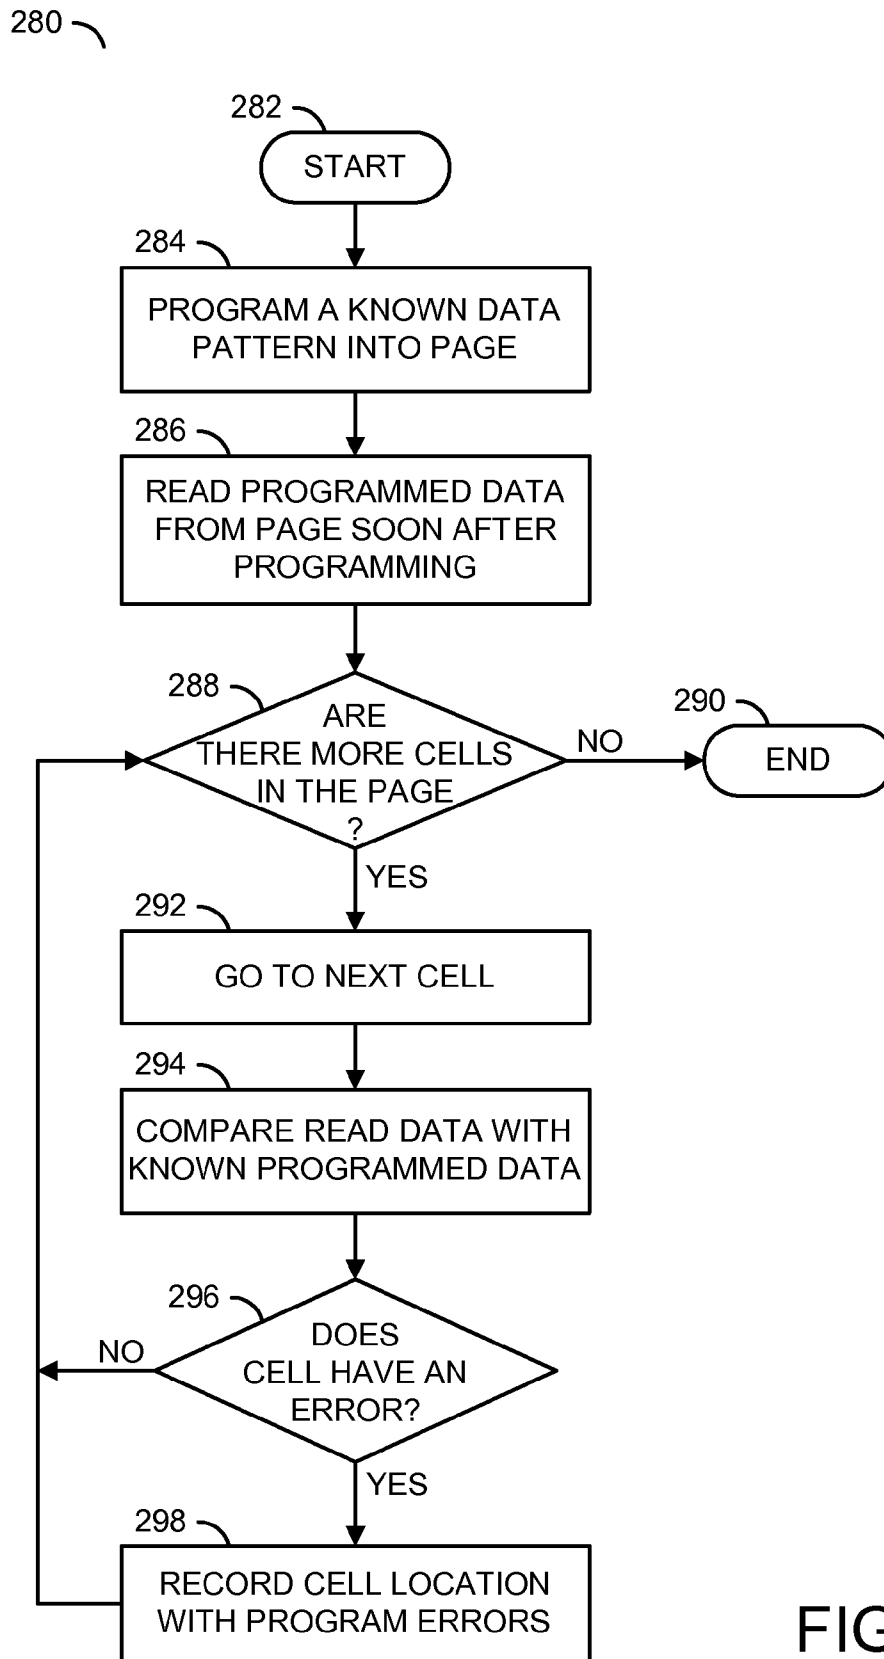 280
282
START
284
PROGRAM A KNOWN DATA
PATTERN INTO PAGE
286
READ PROGRAMMED DATA
FROM PAGE SOON AFTER
PROGRAMMING
288
ARE
THERE MORE CELLS
IN THE PAGE
?
NO
290
END
YES
292
GO TO NEXT CELL
294
COMPARE READ DATA WITH
KNOWN PROGRAMMED DATA
296
DOES
CELL HAVE AN
ERROR?
NO
YES
298
RECORD CELL LOCATION
WITH PROGRAM ERRORS
FIG